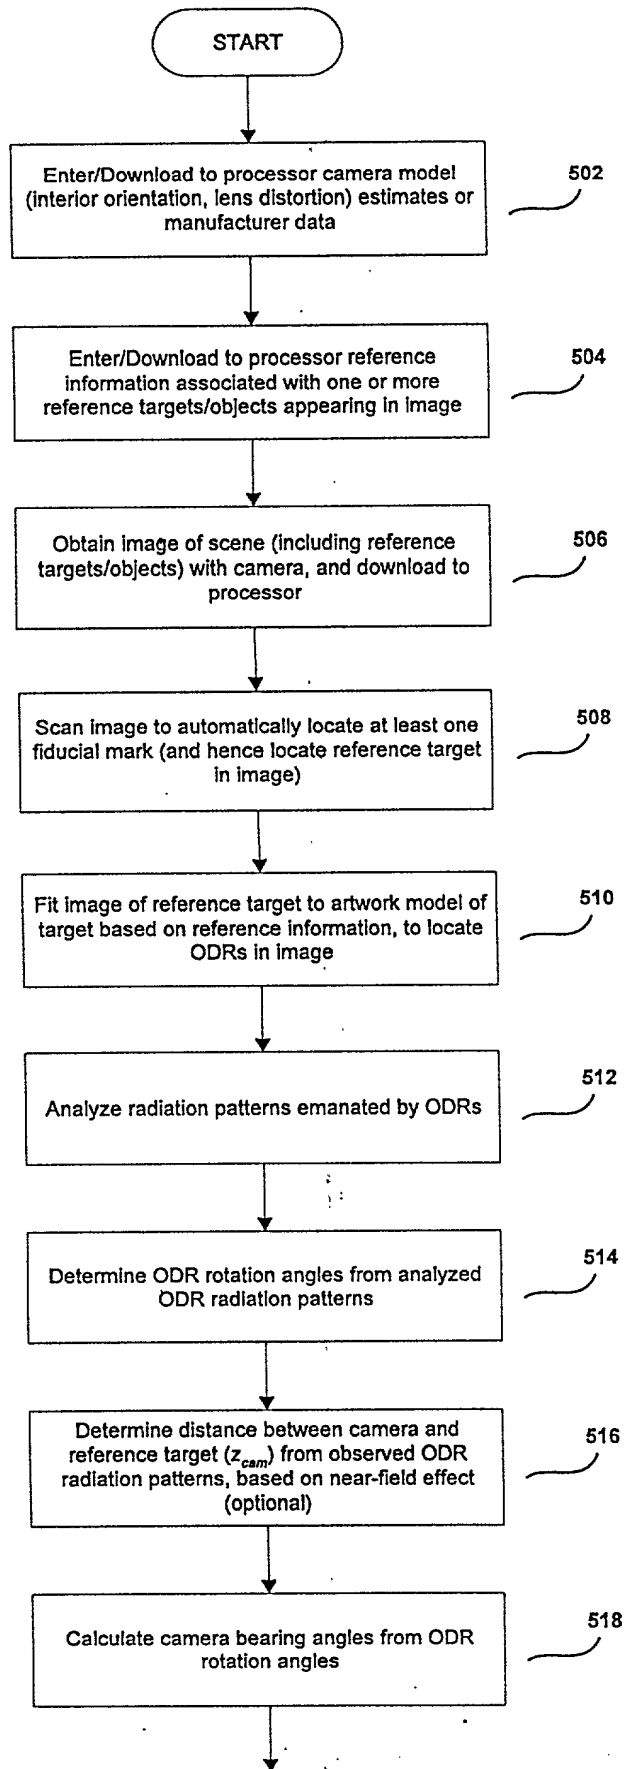 START
Enter/Download to processor camera model
(interior orientation, lens distortion) estimates or
manufacturer data
502
Enter/Download to processor reference
information associated with one or more
reference targets/objects appearing in image
504
Obtain image of scene (including reference
targets/objects) with camera, and download to
processor
506
Scan image to automatically locate at least one
fiducial mark (and hence locate reference target
in image)
508
Fit image of reference target to artwork model of
target based on reference information, to locate
ODRs in image
510
Analyze radiation patterns emanated by ODRs
512
Determine ODR rotation angles from analyzed
ODR radiation patterns
514
Determine distance between camera and
reference target (z_cam) from observed ODR
radiation patterns, based on near-field effect
(optional)
516
Calculate camera bearing angles from ODR
rotation angles
518